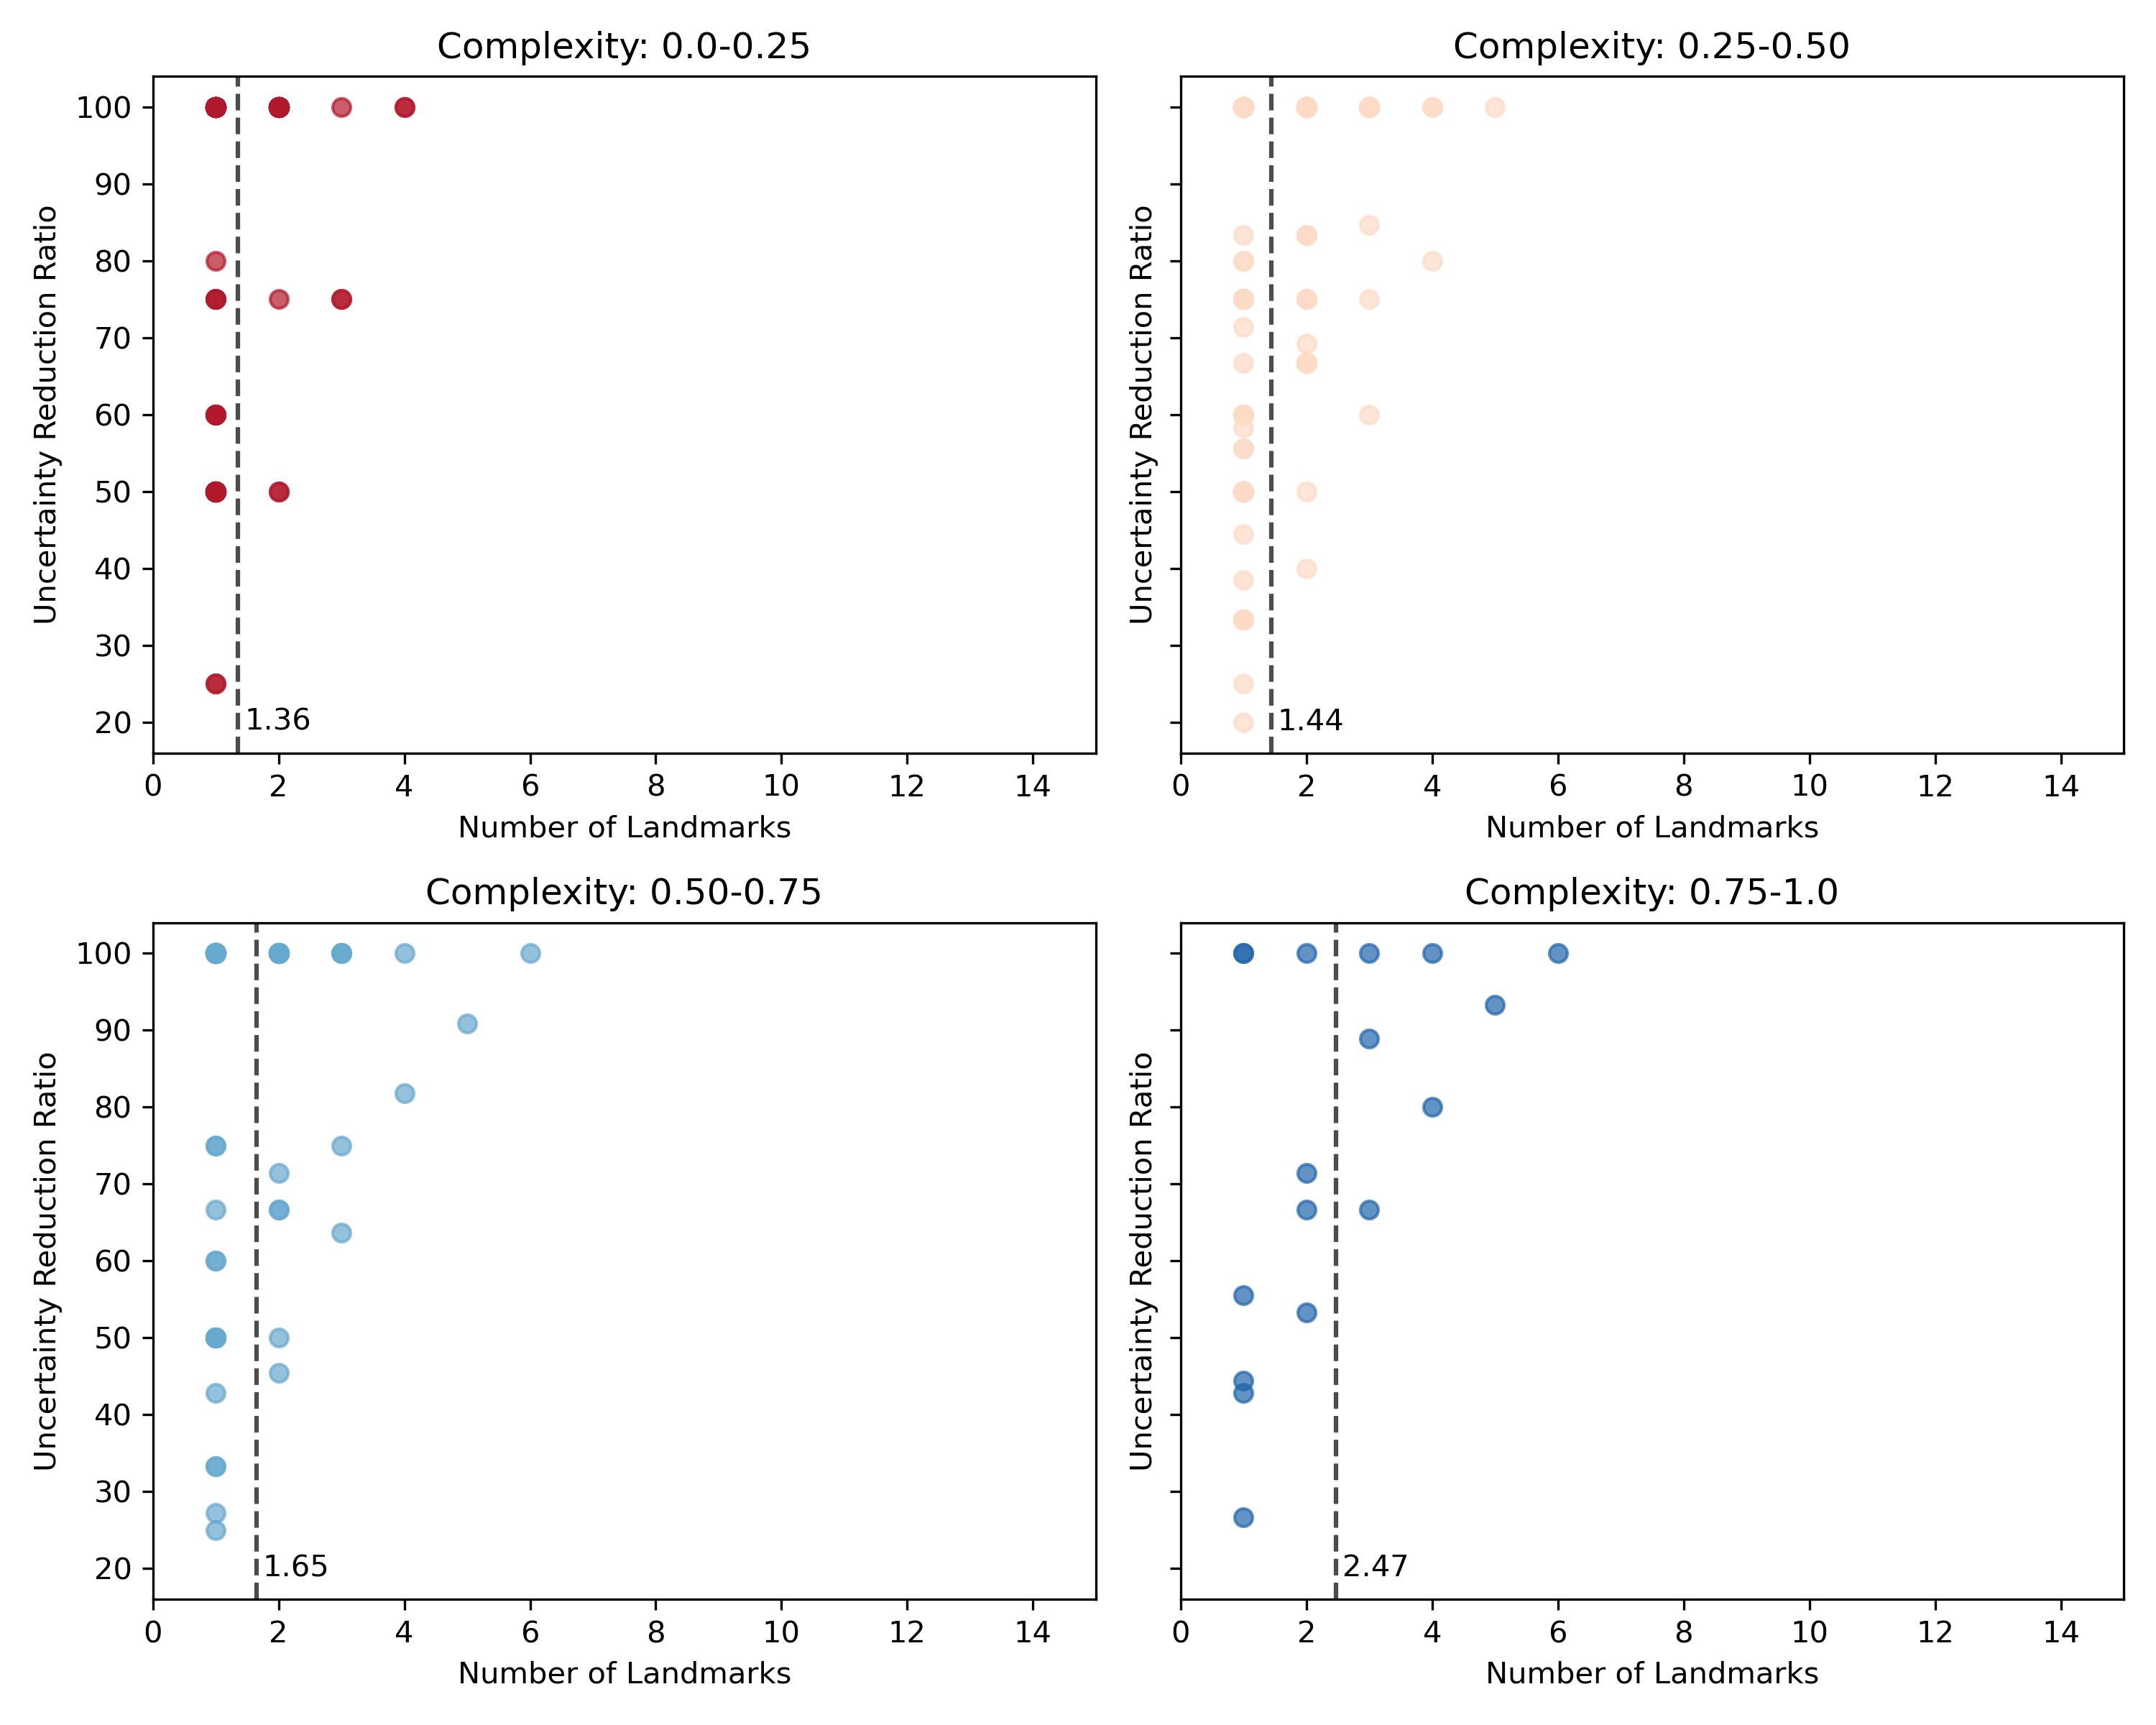 Complexity: 0.0-0.25
Uncertainty Reduction Ratio
100
90
80
70
60
50
40
30
20
1.36
0 2 4 6 8 10 12 14
Number of Landmarks
Complexity: 0.25-0.50
Uncertainty Reduction Ratio
1.44
0 2 4 6 8 10 12 14
Number of Landmarks
Complexity: 0.50-0.75
Uncertainty Reduction Ratio
100
90
80
70
60
50
40
30
20
1.65
0 2 4 6 8 10 12 14
Number of Landmarks
Complexity: 0.75-1.0
Uncertainty Reduction Ratio
2.47
0 2 4 6 8 10 12 14
Number of Landmarks